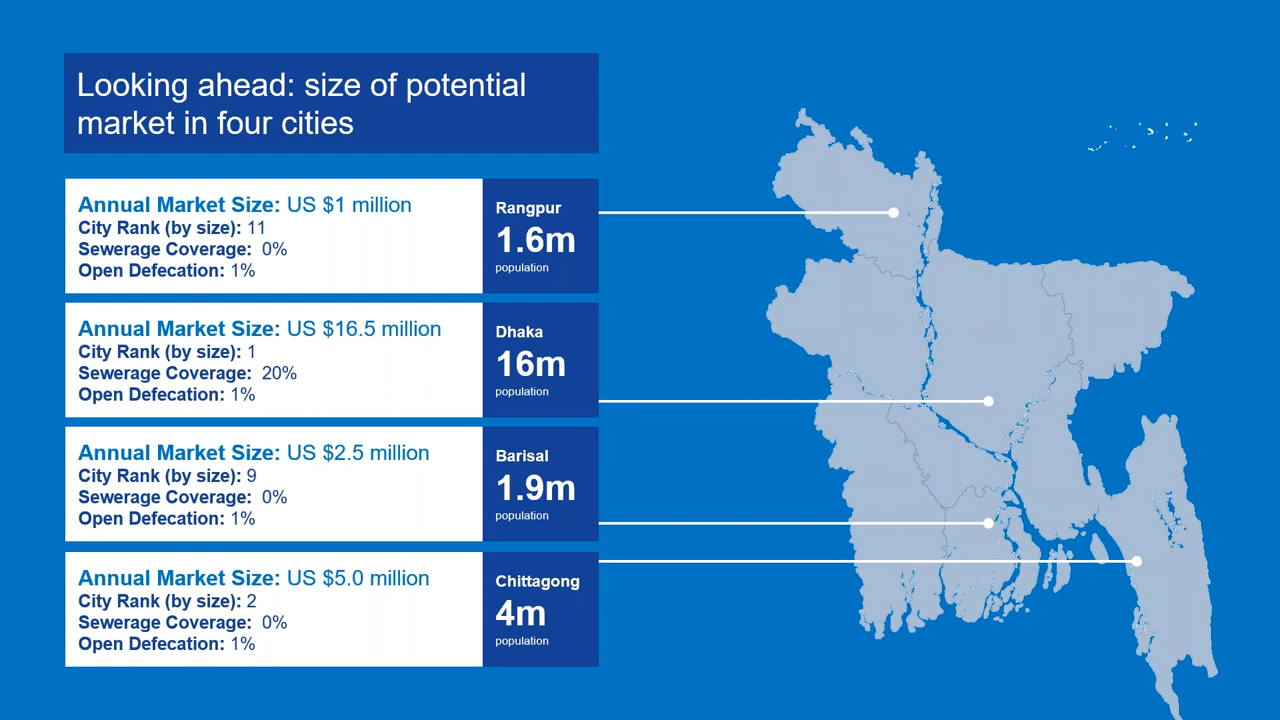 Looking ahead: size of potential
market in four cities
Annual Market Size: US $1 million
City Rank (by size): 11
Sewerage Coverage: 0%
Open Defecation: 1%
Rangpur
1.6m
population
Annual Market Size: US $16.5 million
City Rank (by size): 1
Sewerage Coverage: 20%
Open Defecation: 1%
Dhaka
16m
population
Annual Market Size: US $2.5 million
City Rank (by size): 9
Sewerage Coverage: 0%
Open Defecation: 1%
Barisal
1.9m
population
Annual Market Size: US $5.0 million
City Rank (by size): 2
Sewerage Coverage: 0%
Open Defecation: 1%
Chittagong
4m
population